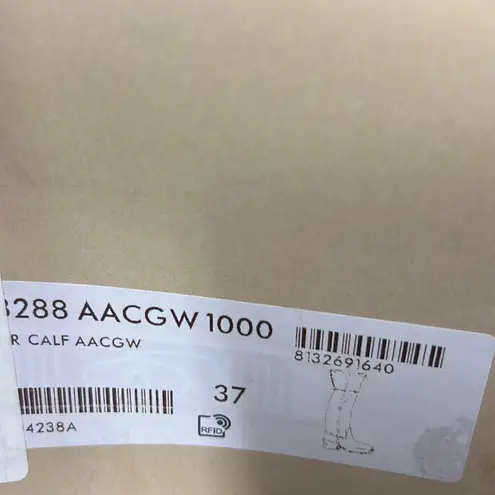 3288 AACGW 1000
R CALF AACGW
8132691640
37
4238A
RFID